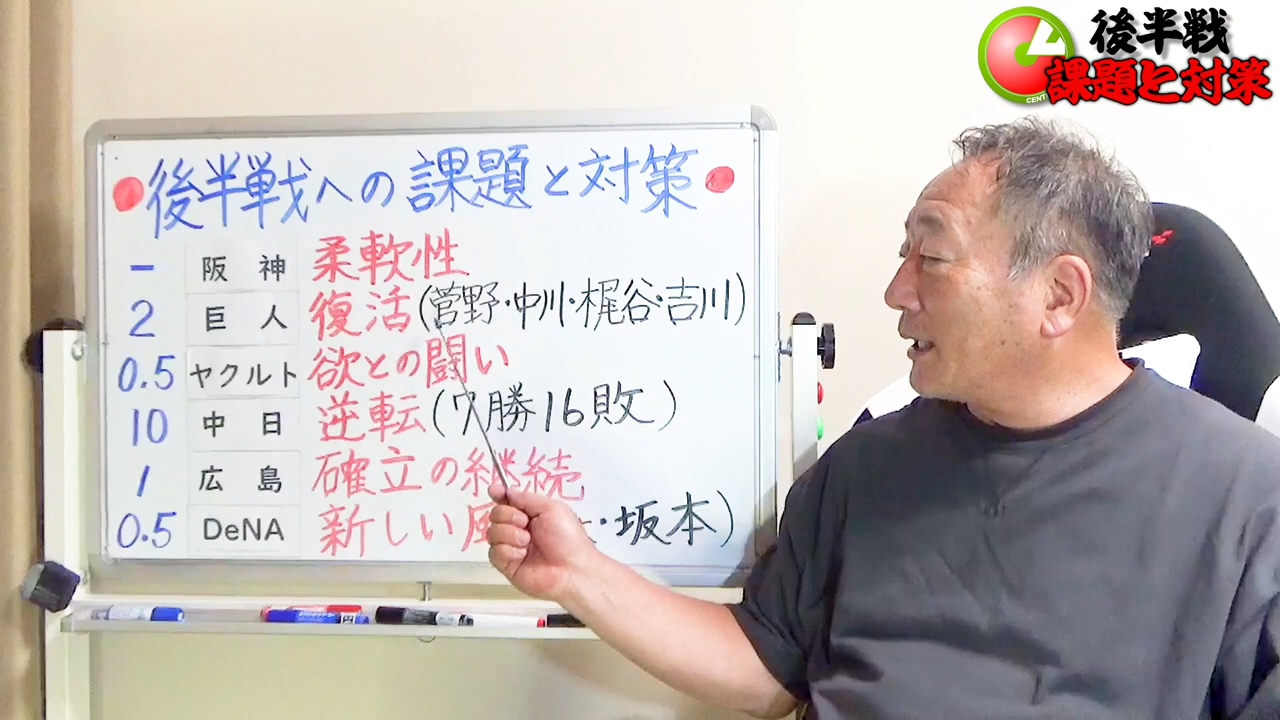 後半戦
課題と対策
CENT
●後半戦への課題と対策●
- 阪神 柔軟性
2 巨人 復活(菅野・中川・梶谷・吉川)
0.5 ヤクルト 欲との闘い
10 中日 逆転(7勝16敗)
1 広島 確立の継続
0.5 DeNA 新しい風 ・坂本)